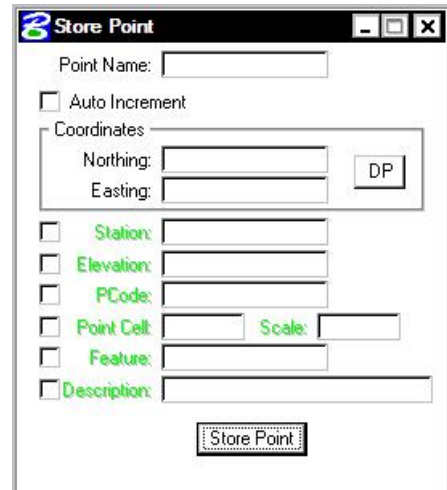 Store Point
Point Name:
Auto Increment
Coordinates
Northing:
DP
Easting:
Station:
Elevation:
PCode:
Point Cell: Scale:
Feature:
Description:
Store Point